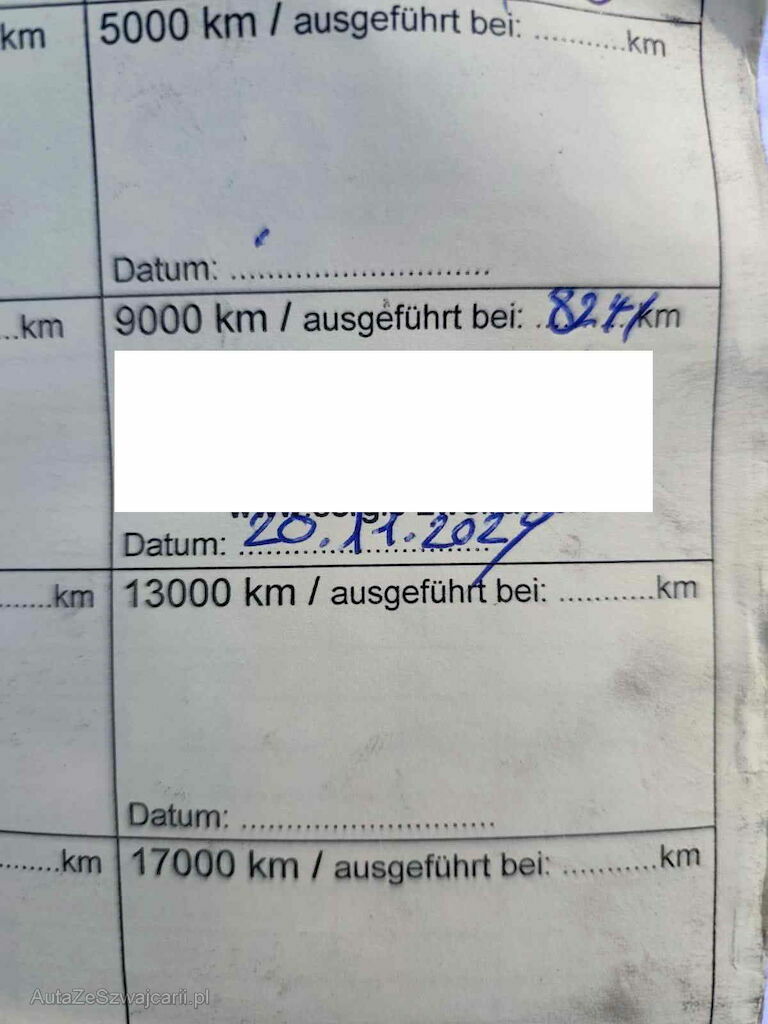 km
5000 km / ausgeführt bei: ...........km
Datum: ............................
...km
9000 km / ausgeführt bei: km
Datum: 20.11.2024
.......km
13000 km / ausgeführt bei: ...........km
Datum: ............................
........km
17000 km / ausgeführt bei: ...........km
AutaZeSzwajcarii.pl